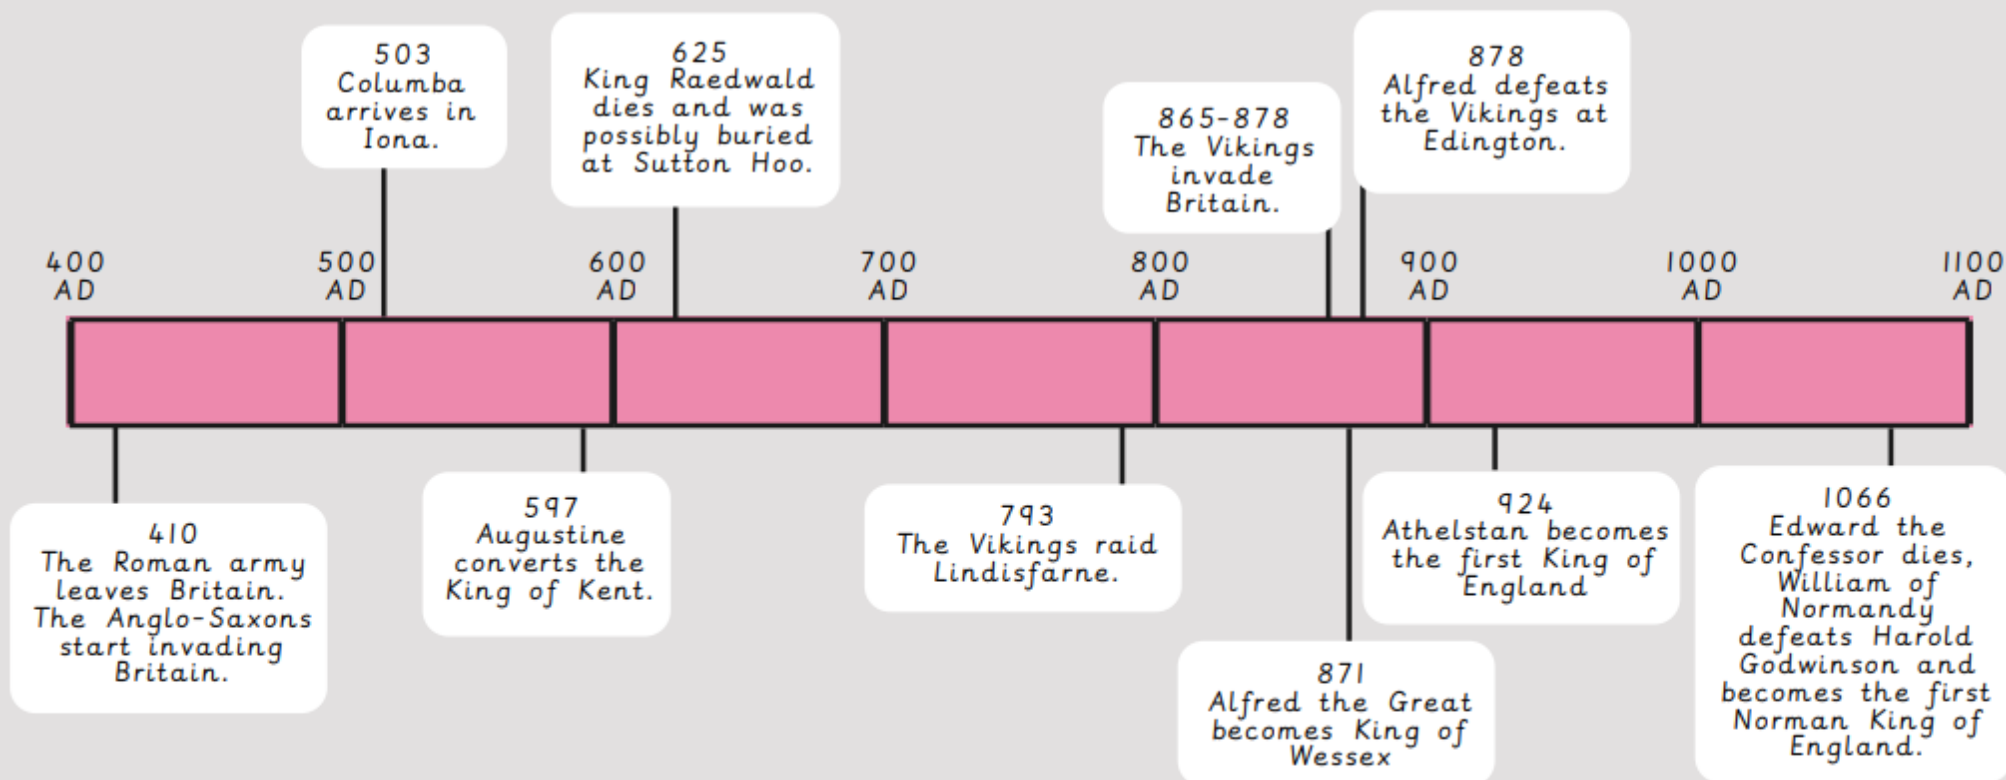 503
Columba
arrives in
Iona.
625
King Raedwald
dies and was
possibly buried
at Sutton Hoo.
865-878
The Vikings
invade
Britain.
878
Alfred defeats
the Vikings at
Edington.
400
AD
500
AD
600
AD
700
AD
800
AD
900
AD
1000
AD
1100
AD
410
The Roman army
leaves Britain.
The Anglo-Saxons
start invading
Britain.
597
Augustine
converts the
King of Kent.
793
The Vikings raid
Lindisfarne.
871
Alfred the Great
becomes King of
Wessex
924
Athelstan becomes
the first King of
England
1066
Edward the
Confessor dies,
William of
Normandy
defeats Harold
Godwinson and
becomes the first
Norman King of
England.